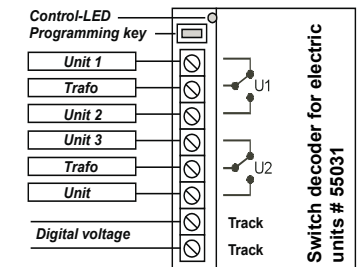 Control-LED
Programming key
Unit 1
Trafo
Unit 2
Unit 3
Trafo
Unit
Digital voltage
U1
U2
Track
Track
Switch decoder for electric
units # 55031